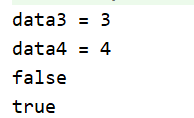 data3 = 3
data4 = 4
false
true